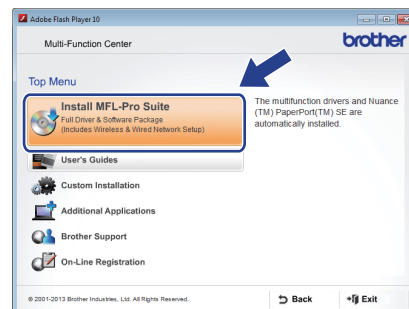 Adobe Flash Player 10
Multi-Function Center
brother
Top Menu
Install MFL-Pro Suite
Full Driver & Software Package
(Includes Wireless & Wired Network Setup)
The multifunction drivers and Nuance
(TM) PaperPort(TM) SE are
automatically installed.
User's Guides
Custom Installation
Additional Applications
Brother Support
On-Line Registration
© 2001-2013 Brother Industries, Ltd. All Rights Reserved.
Back
Exit